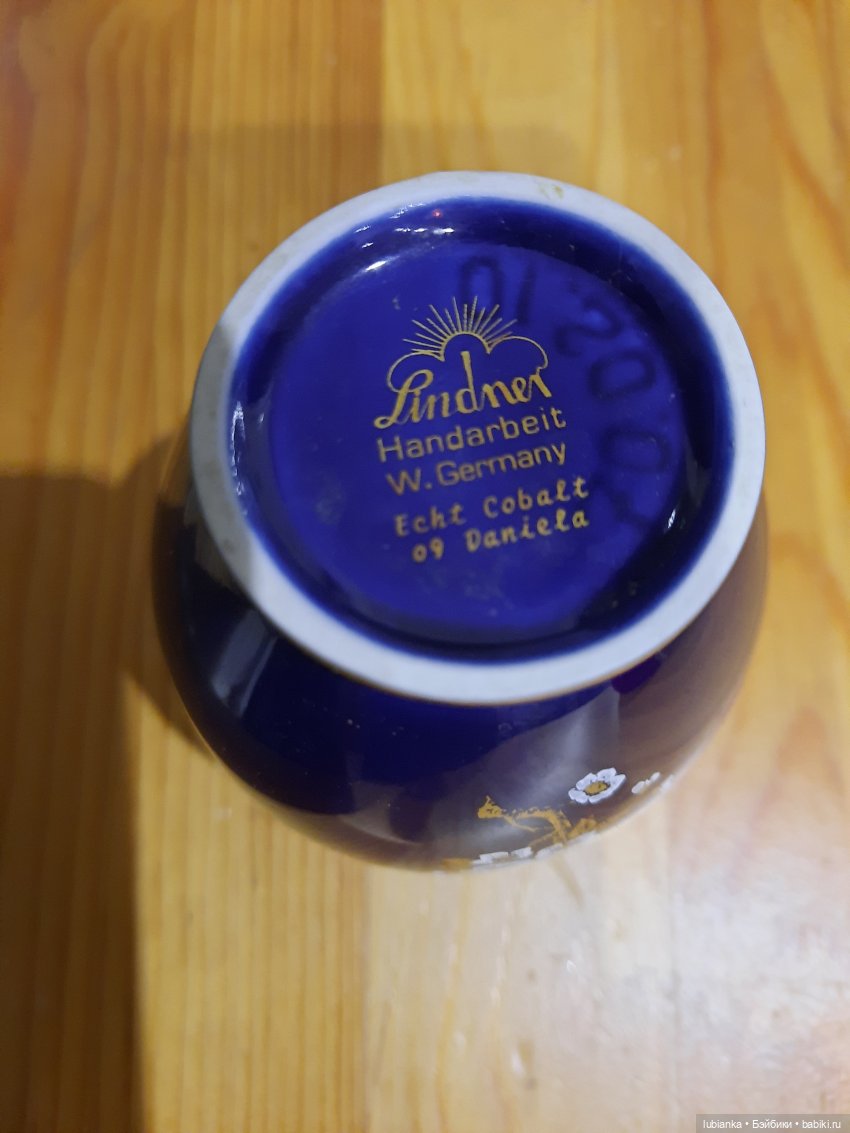 Lindner
Handarbeit
W. Germany
Echt Cobalt
09 Daniela
lubianka • Бэйбики • babiki.ru